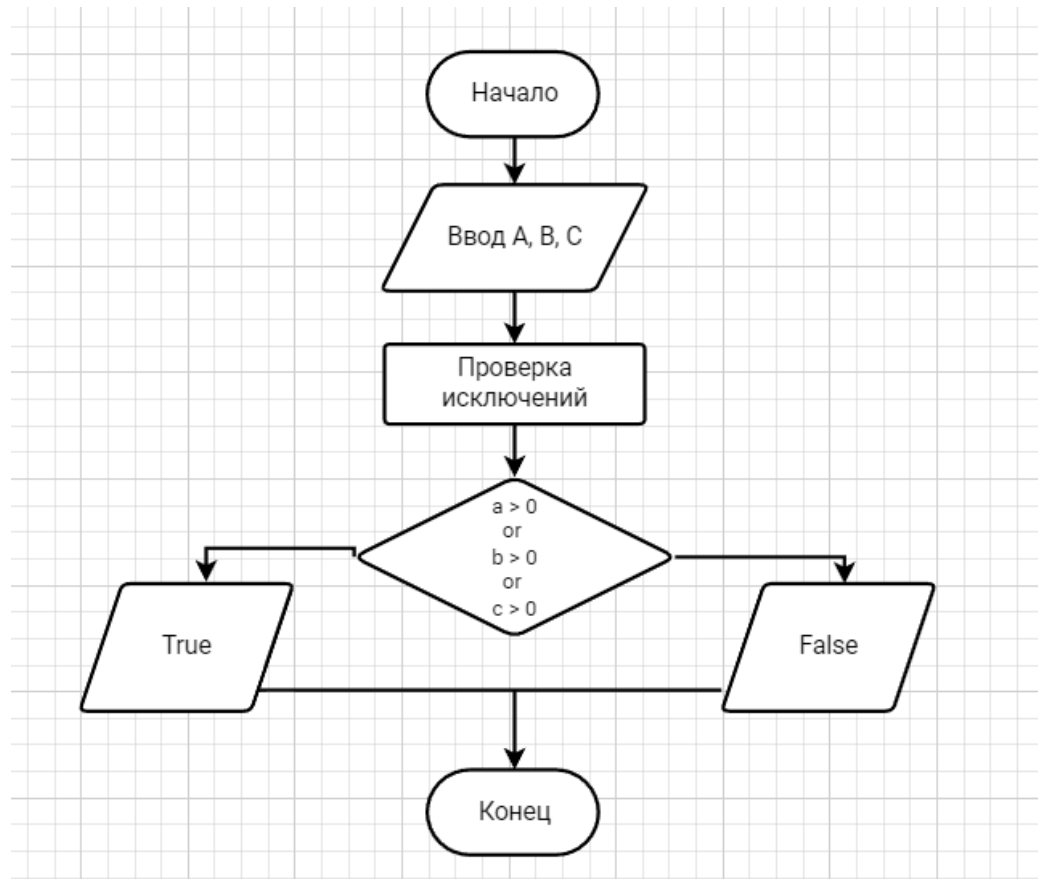 Начало
Ввод A, B, C
Проверка
исключений
a > 0
or
b > 0
or
c > 0
True
False
Конец